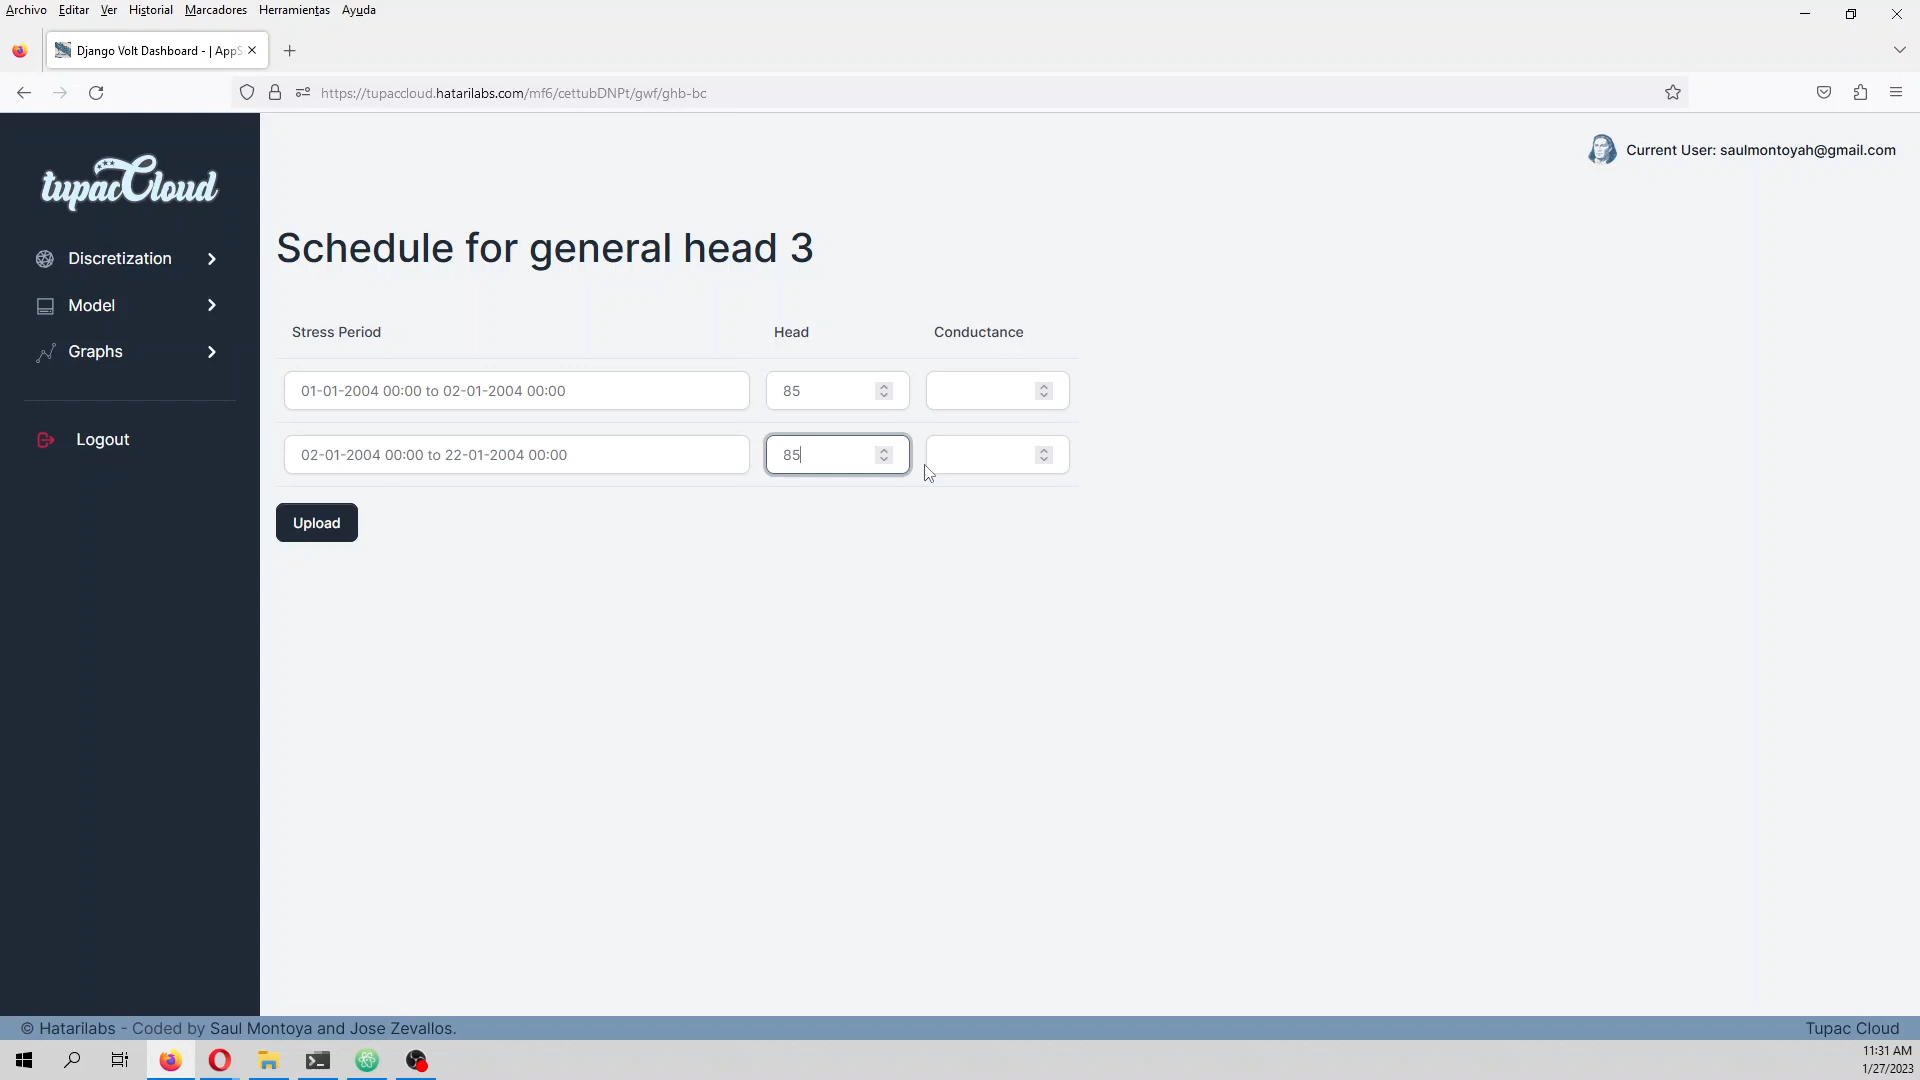 Archivo Editar Ver Historial Marcadores Herramientas Ayuda
Django Volt Dashboard - | AppS
https://tupaccloud.hatarilabs.com/mf6/cettubDNPt/gwf/ghb-bc
tupacCloud
Current User: saulmontoyah@gmail.com
Discretization
Model
Graphs
Logout
Schedule for general head 3
Stress Period Head Conductance
01-01-2004 00:00 to 02-01-2004 00:00 85
02-01-2004 00:00 to 22-01-2004 00:00 85
Upload
© Hatarilabs - Coded by Saul Montoya and Jose Zevallos. Tupac Cloud
11:31 AM
1/27/2023